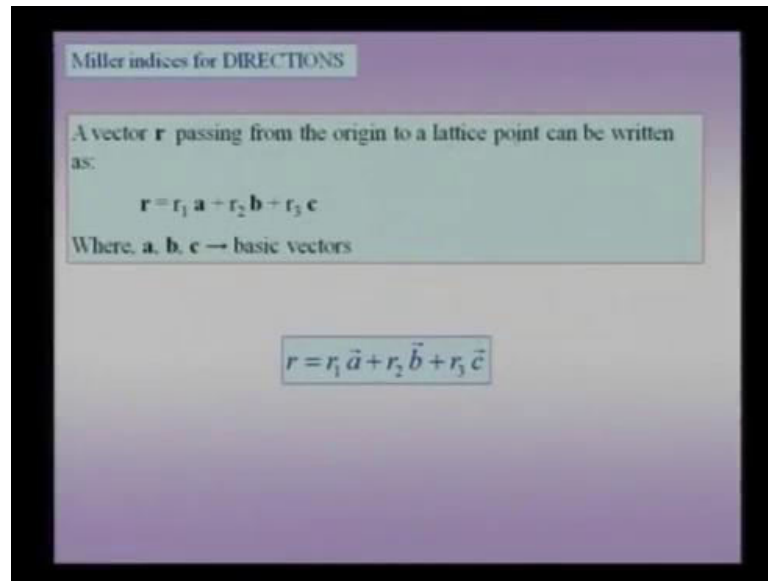 Miller indices for DIRECTIONS
A vector r passing from the origin to a lattice point can be written
as:
r = r₁ a + r₂ b + r₃ c
Where, a, b, c → basic vectors
r = r₁ a⃗ + r₂ b⃗ + r₃ c⃗